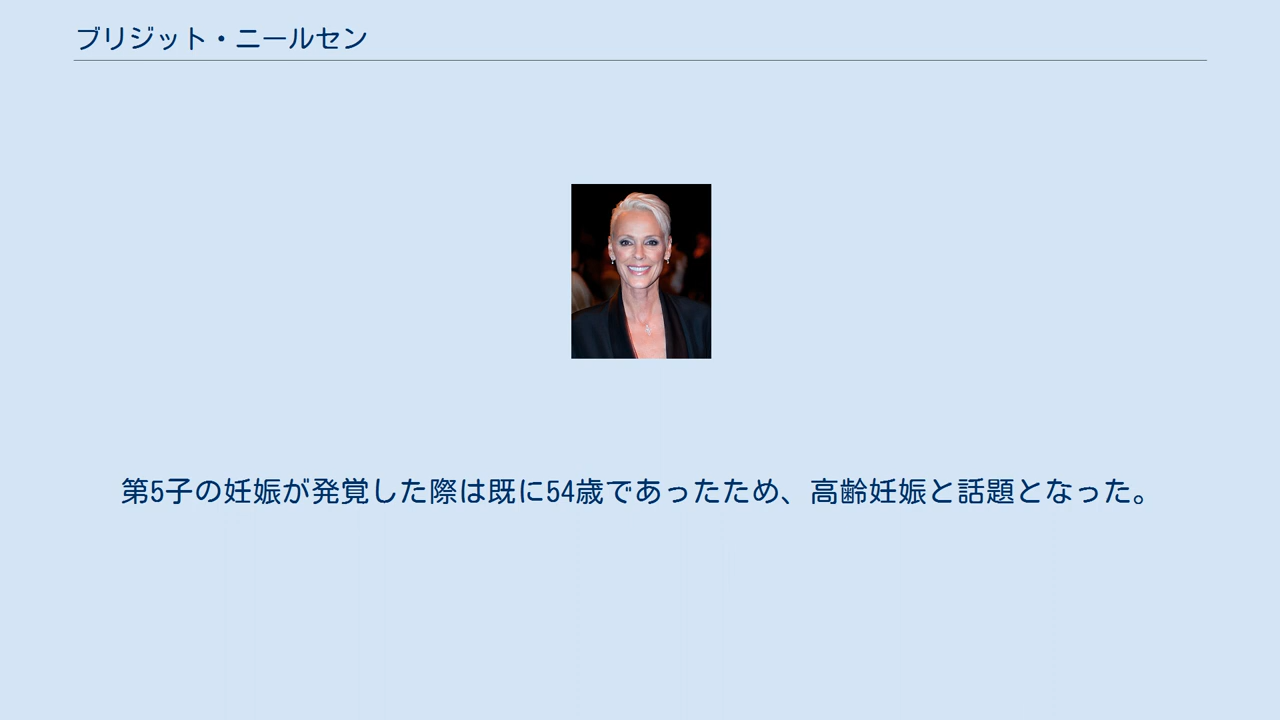 ブリジット・ニールセン
第5子の妊娠が発覚した際は既に54歳であったため、高齢妊娠と話題となった。